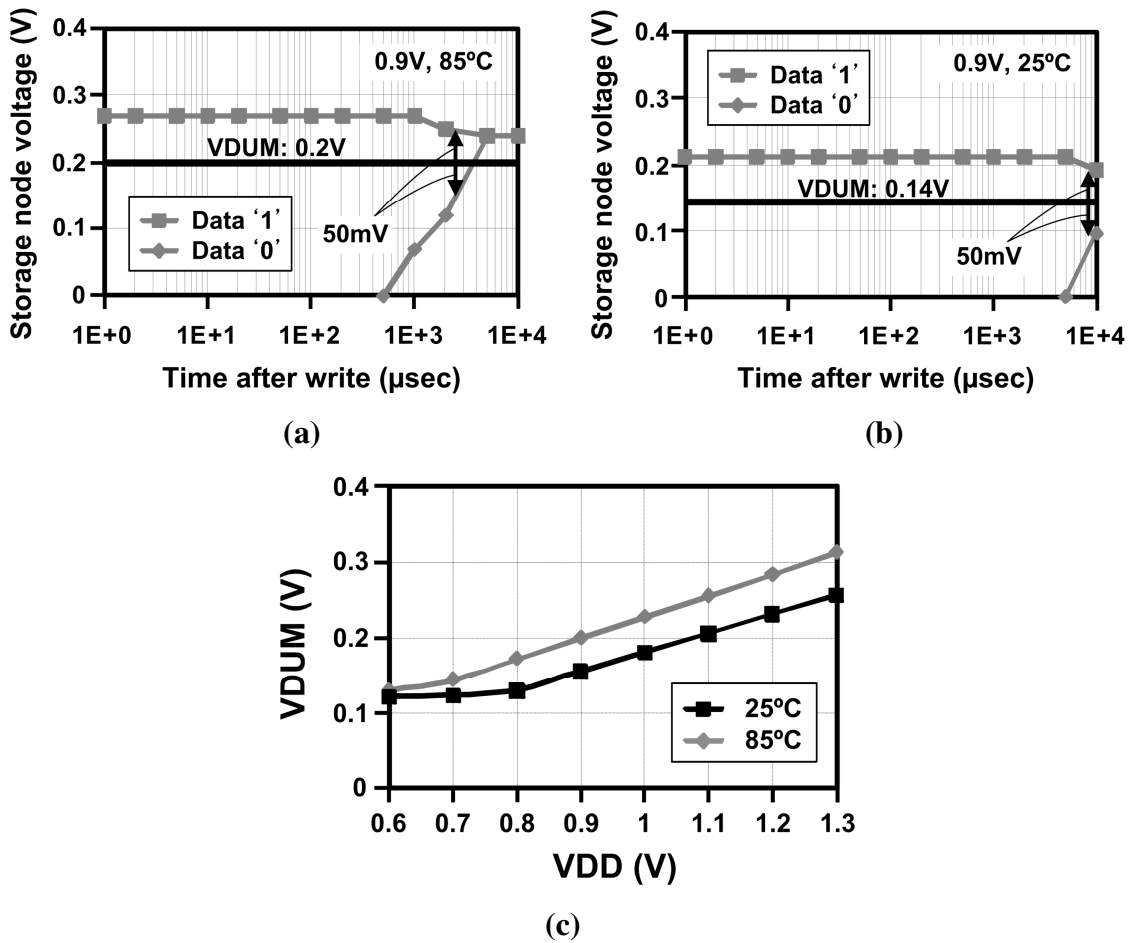 (a)
Storage node voltage (V)
0.4
0.3
0.2
0.1
0
0.9V, 85ºC
VDUM: 0.2V
Data ‘1’
Data ‘0’
50mV
1E+0 1E+1 1E+2 1E+3 1E+4
Time after write (µsec)
(b)
Storage node voltage (V)
0.4
0.3
0.2
0.1
0
Data ‘1’
Data ‘0’
0.9V, 25ºC
VDUM: 0.14V
50mV
1E+0 1E+1 1E+2 1E+3 1E+4
Time after write (µsec)
(c)
VDUM (V)
0.4
0.3
0.2
0.1
0
25ºC
85ºC
0.6 0.7 0.8 0.9 1 1.1 1.2 1.3
VDD (V)